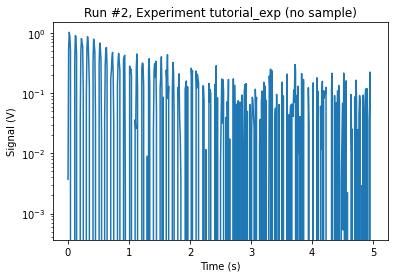 Run #2, Experiment tutorial_exp (no sample)
10⁰
10⁻¹
10⁻²
10⁻³
Signal (V)
0 1 2 3 4 5
Time (s)